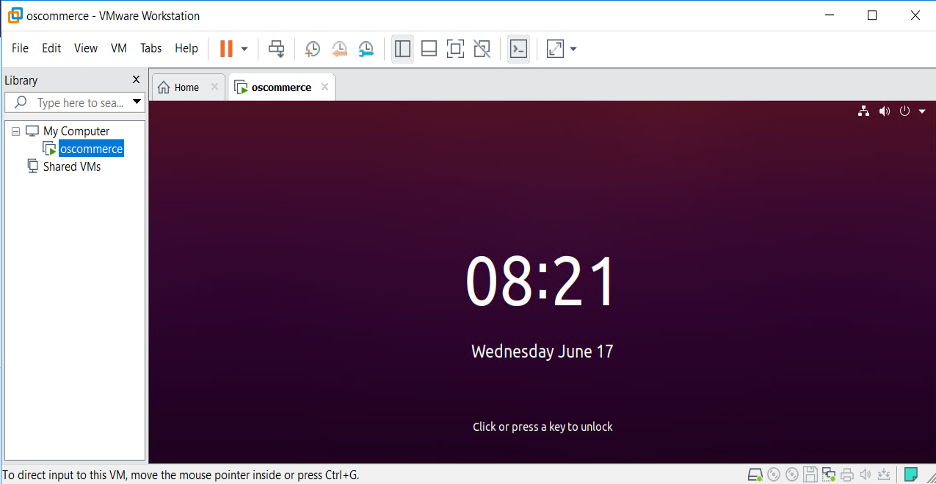 oscommerce - VMware Workstation
File Edit View VM Tabs Help
Library
Home
oscommerce
Type here to sea...
My Computer
oscommerce
Shared VMs
08:21
Wednesday June 17
Click or press a key to unlock
To direct input to this VM, move the mouse pointer inside or press Ctrl+G.